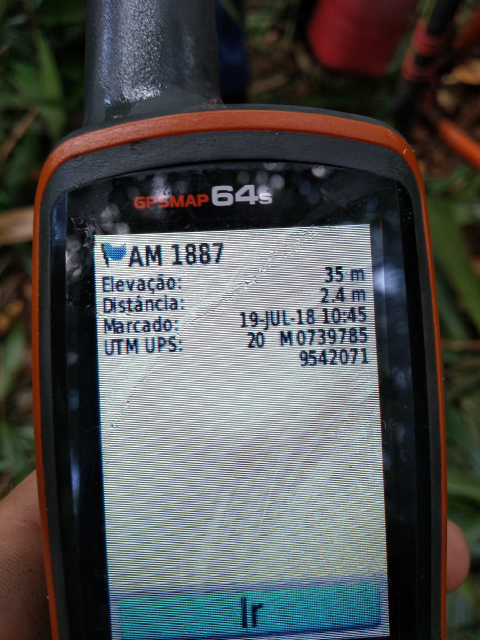 GPSMAP 64s
AM 1887
Elevação: 35 m
Distância: 2.4 m
Marcado: 19-JUL-18 10:45
UTM UPS: 20 M 0739785
9542071
Ir